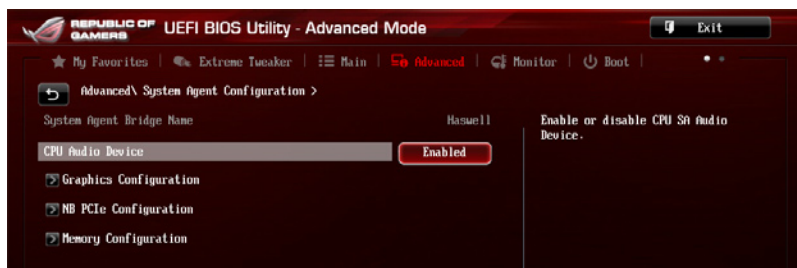 REPUBLIC OF GAMERS UEFI BIOS Utility - Advanced Mode Exit
My Favorites Extreme Tweaker Main Advanced Monitor Boot
Advanced\ System Agent Configuration >
System Agent Bridge Name Haswell
CPU Audio Device Enabled
Graphics Configuration
NB PCIe Configuration
Memory Configuration
Enable or disable CPU SA Audio
Device.